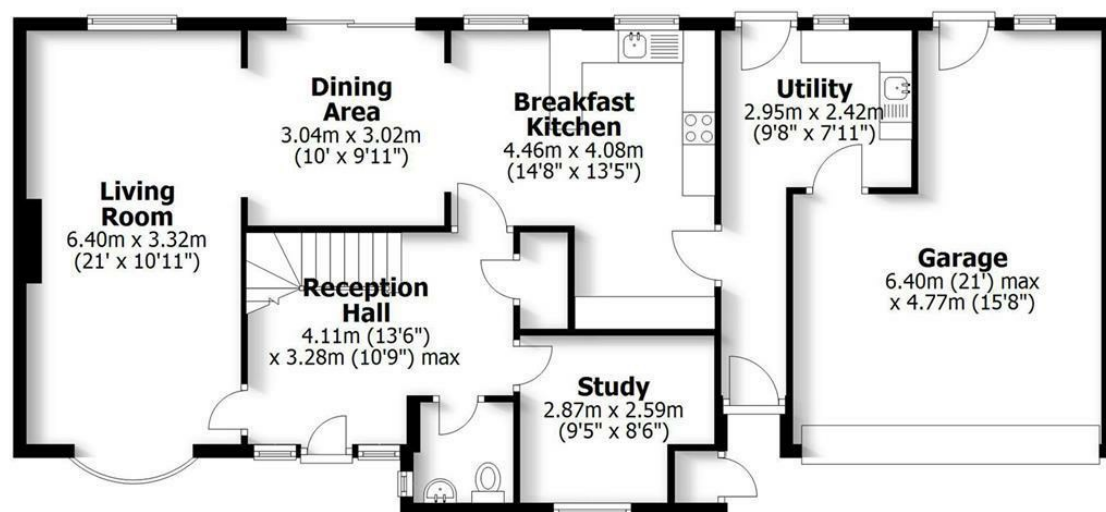 Living
Room
6.40m x 3.32m
(21' x 10'11")
Dining
Area
3.04m x 3.02m
(10' x 9'11")
Breakfast
Kitchen
4.46m x 4.08m
(14'8" x 13'5")
Utility
2.95m x 2.42m
(9'8" x 7'11")
Reception
Hall
4.11m (13'6")
x 3.28m (10'9") max
Study
2.87m x 2.59m
(9'5" x 8'6")
Garage
6.40m (21') max
x 4.77m (15'8")